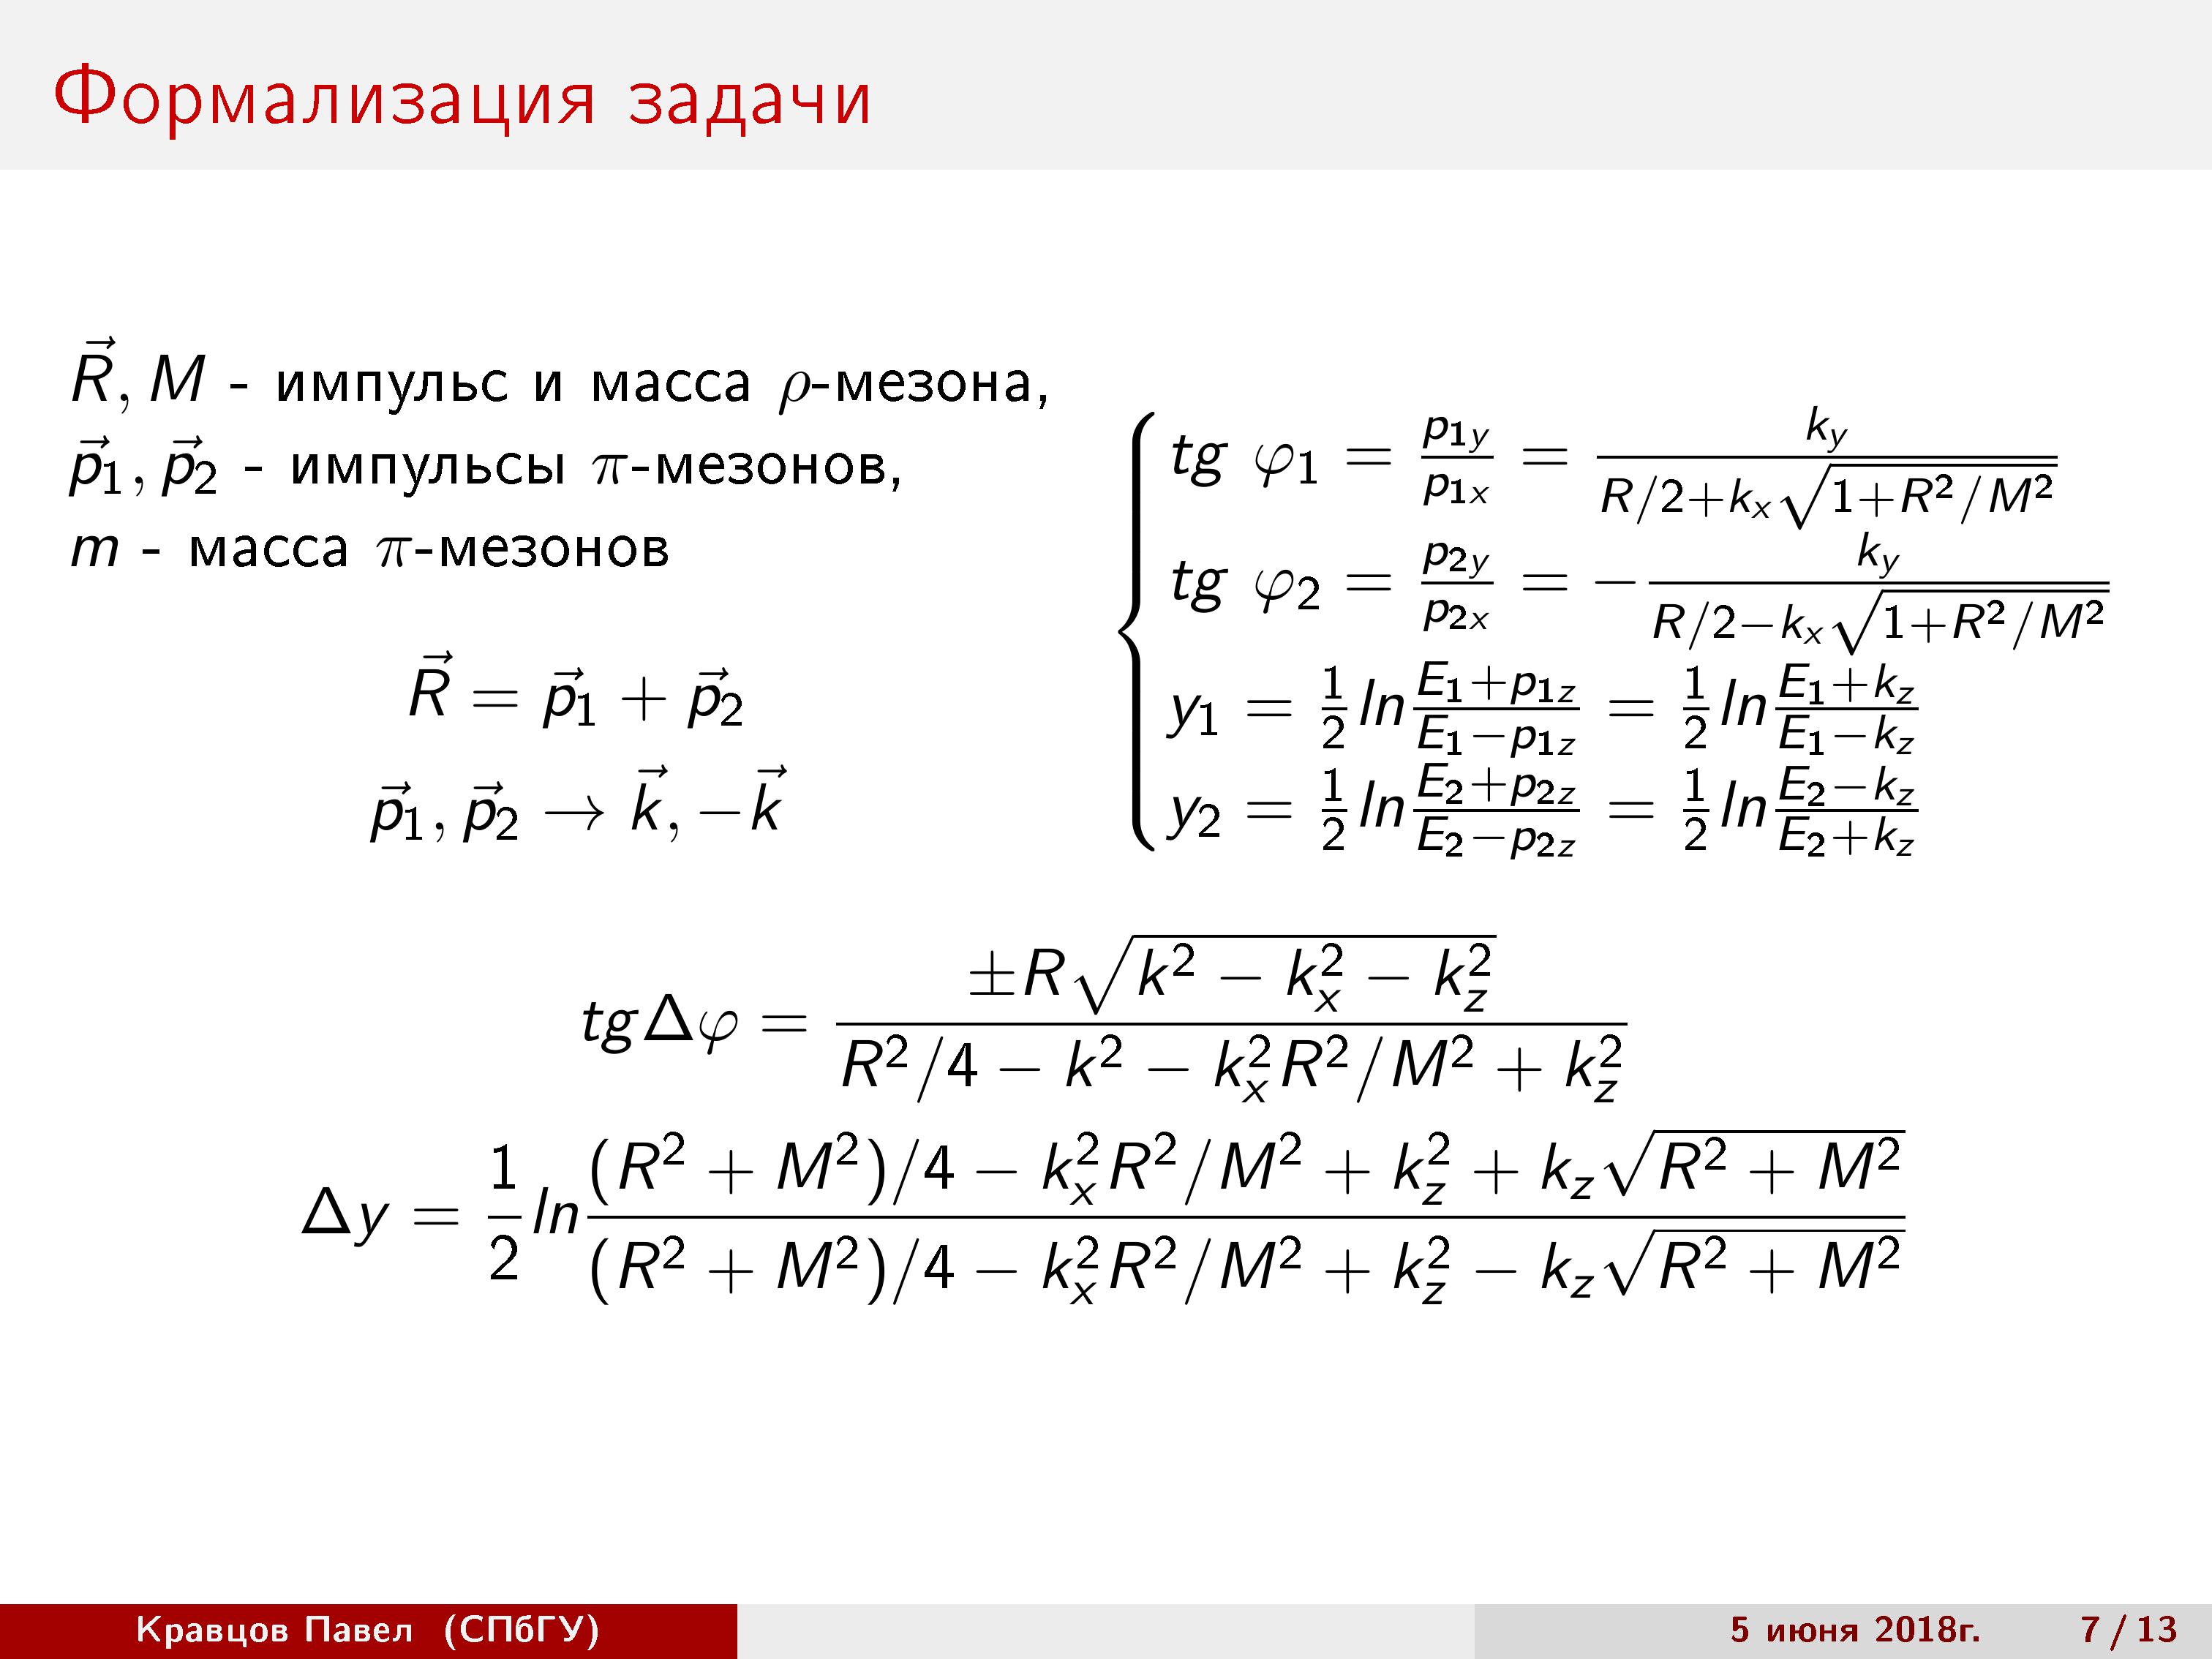 Формализация задачи
$\vec{R}, M$ - импульс и масса $\rho$-мезона,
$\vec{p}_1, \vec{p}_2$ - импульсы $\pi$-мезонов,
$m$ - масса $\pi$-мезонов
$\vec{R} = \vec{p}_1 + \vec{p}_2$
$\vec{p}_1, \vec{p}_2 \to \vec{k}, -\vec{k}$
$tg\ \varphi_1 = \frac{p_{1y}}{p_{1x}} = \frac{k_y}{R/2+k_x\sqrt{1+R^2/M^2}}$
$tg\ \varphi_2 = \frac{p_{2y}}{p_{2x}} = -\frac{k_y}{R/2-k_x\sqrt{1+R^2/M^2}}$
$y_1 = \frac{1}{2} ln\frac{E_1+p_{1z}}{E_1-p_{1z}} = \frac{1}{2} ln\frac{E_1+k_z}{E_1-k_z}$
$y_2 = \frac{1}{2} ln\frac{E_2+p_{2z}}{E_2-p_{2z}} = \frac{1}{2} ln\frac{E_2-k_z}{E_2+k_z}$
$tg\Delta\varphi = \frac{\pm R\sqrt{k^2 - k_x^2 - k_z^2}}{R^2/4 - k^2 - k_x^2R^2/M^2 + k_z^2}$
$\Delta y = \frac{1}{2} ln\frac{(R^2 + M^2)/4 - k_x^2R^2/M^2 + k_z^2 + k_z\sqrt{R^2 + M^2}}{(R^2 + M^2)/4 - k_x^2R^2/M^2 + k_z^2 - k_z\sqrt{R^2 + M^2}}$
Кравцов Павел (СПбГУ)
5 июня 2018г.
7 / 13